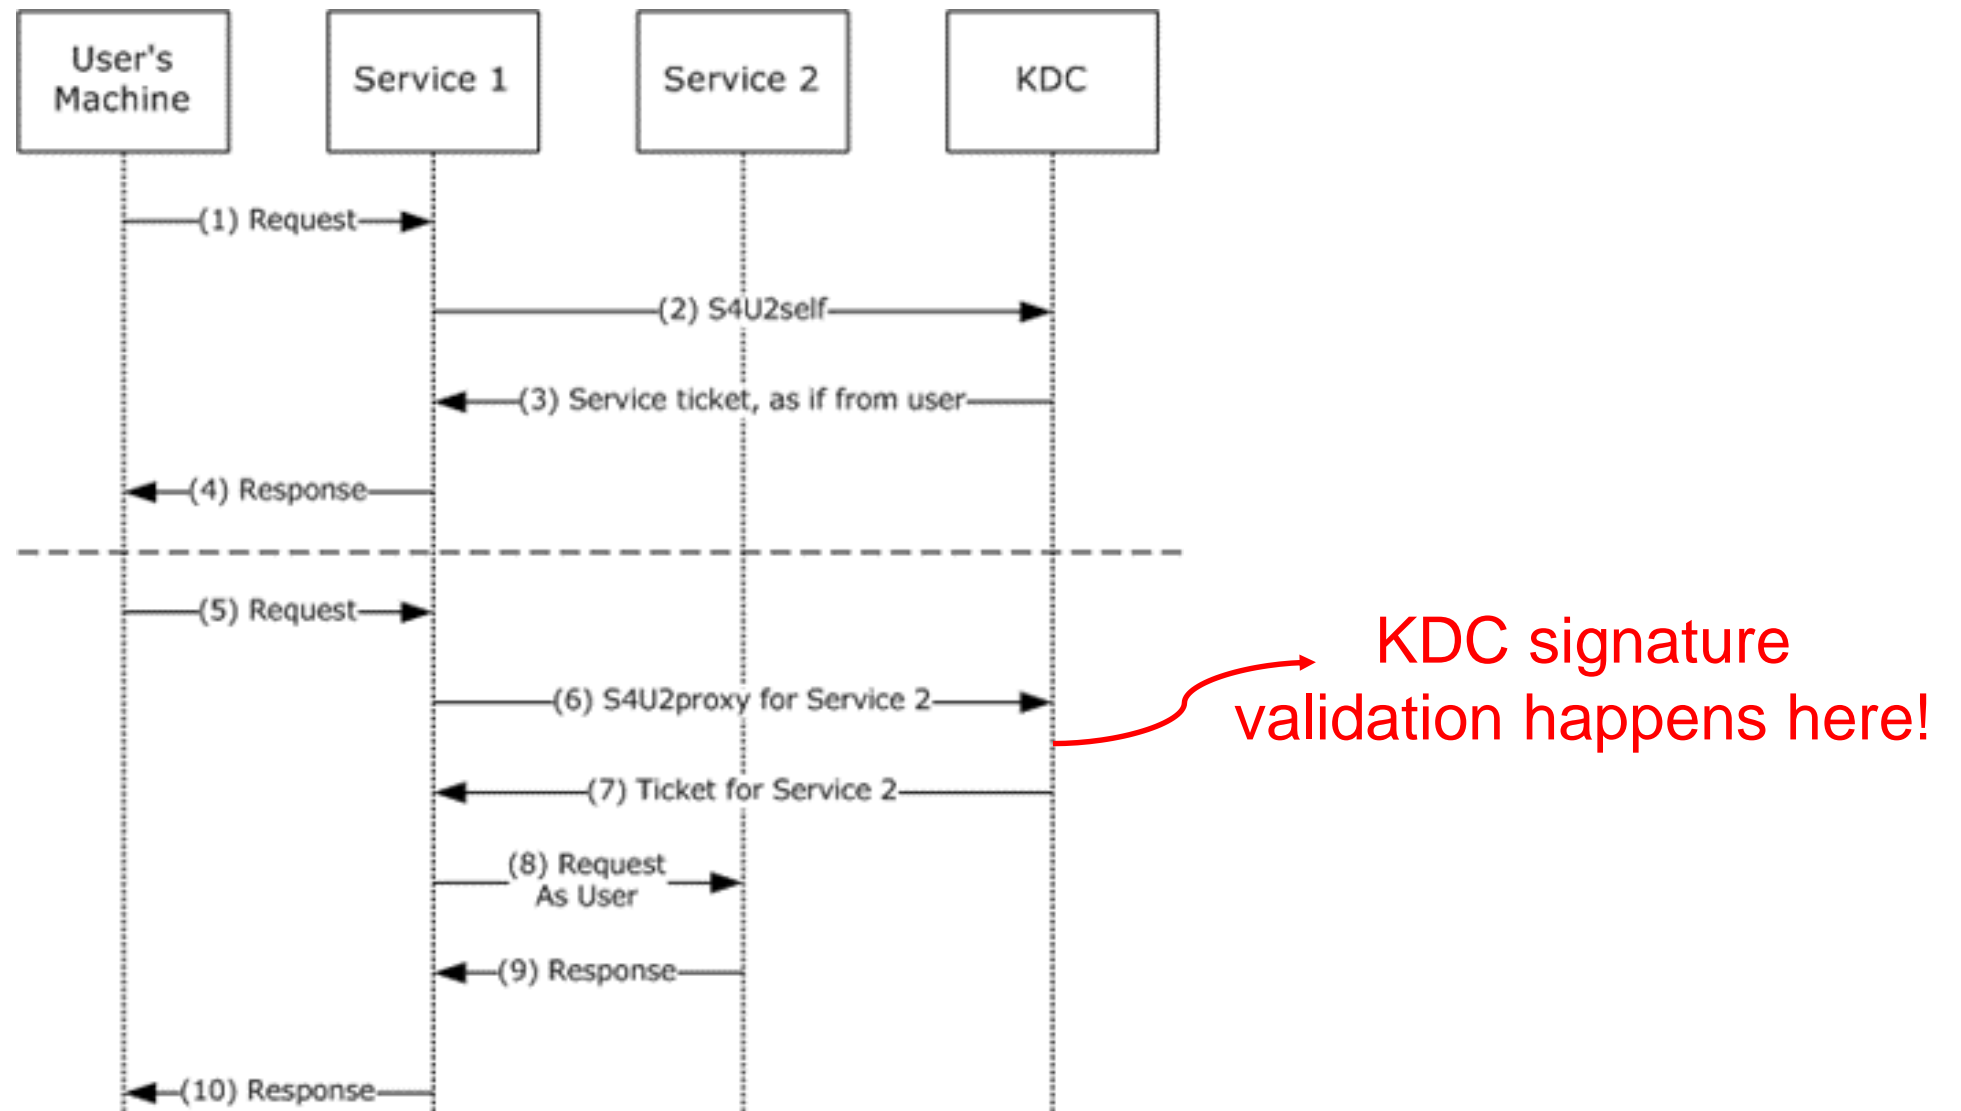 User's
Machine
Service 1
Service 2
KDC
(1) Request
(2) S4U2self
(3) Service ticket, as if from user
(4) Response
(5) Request
KDC signature
validation happens here!
(6) S4U2proxy for Service 2
(7) Ticket for Service 2
(8) Request
As User
(9) Response
(10) Response